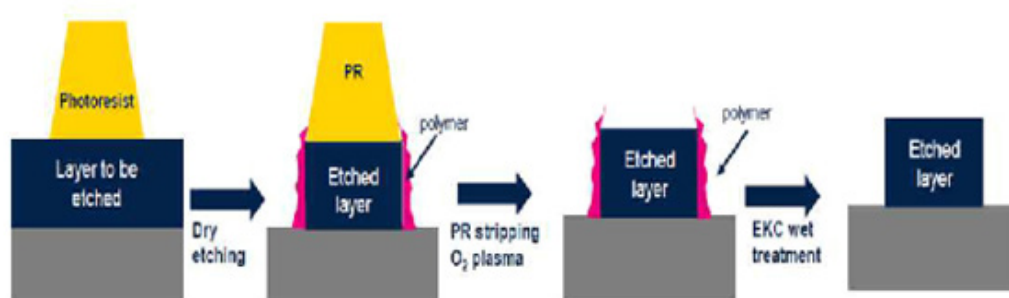 Photoresist
Layer to be
etched
Dry
etching
PR
polymer
Etched
layer
PR stripping
O₂ plasma
polymer
Etched
layer
EKC wet
treatment
Etched
layer